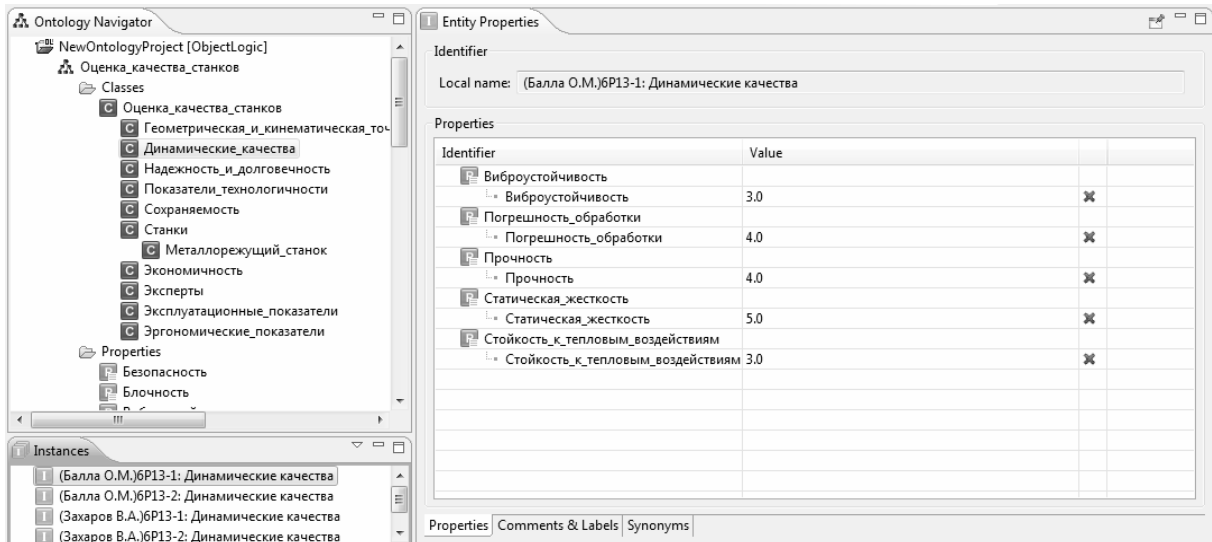 Ontology Navigator
NewOntologyProject [ObjectLogic]
Оценка_качества_станков
Classes
Оценка_качества_станков
Геометрическая_и_кинематическая_точ
Динамические_качества
Надежность_и_долговечность
Показатели_технологичности
Сохраняемость
Станки
Металлорежущий_станок
Экономичность
Эксперты
Эксплуатационные_показатели
Эргономические_показатели
Properties
Безопасность
Блочность
Instances
(Балла О.М.)6Р13-1: Динамические качества
(Балла О.М.)6Р13-2: Динамические качества
(Захаров В.А.)6Р13-1: Динамические качества
(Захаров В.А.)6Р13-2: Динамические качества
Entity Properties
Identifier
Local name: (Балла О.М.)6Р13-1: Динамические качества
Properties
Identifier Value
Виброустойчивость
Виброустойчивость 3.0
Погрешность_обработки
Погрешность_обработки 4.0
Прочность
Прочность 4.0
Статическая_жесткость
Статическая_жесткость 5.0
Стойкость_к_тепловым_воздействиям
Стойкость_к_тепловым_воздействиям 3.0
Properties Comments & Labels Synonyms